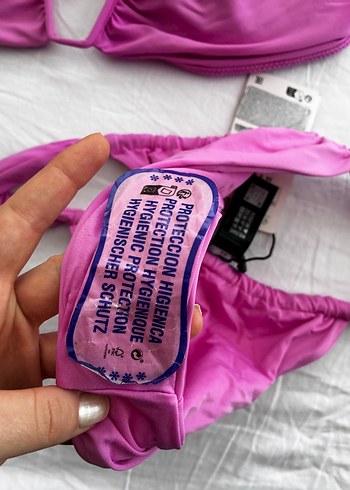 PROTECCION HIGIENICA
PROTECTION HYGIENIQUE
HYGIENIC PROTECTION
HYGIENISCHER SCHUTZ